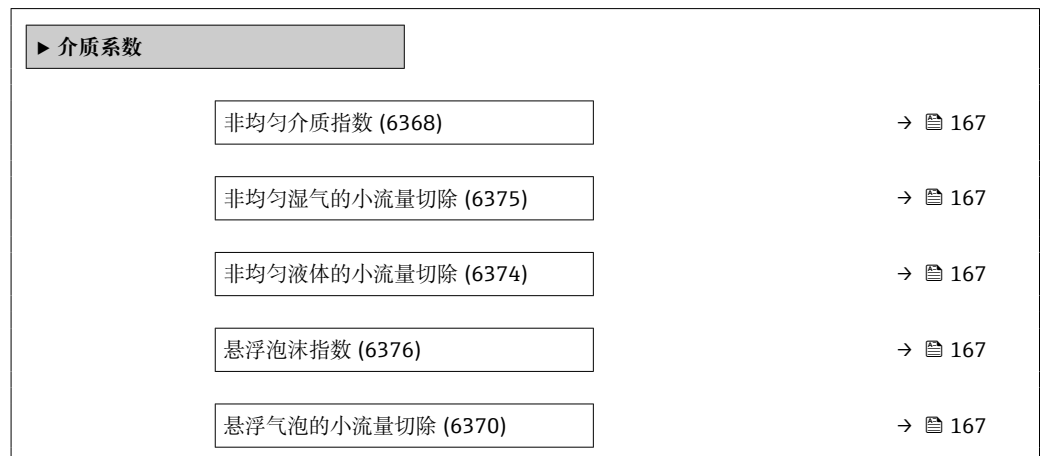 ▶ 介质系数
非均匀介质指数 (6368) → 167
非均匀湿气的小流量切除 (6375) → 167
非均匀液体的小流量切除 (6374) → 167
悬浮泡沫指数 (6376) → 167
悬浮气泡的小流量切除 (6370) → 167